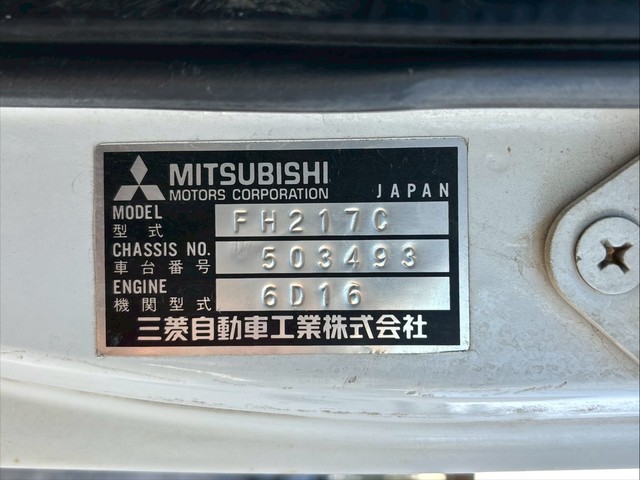 MITSUBISHI
MOTORS CORPORATION JAPAN
MODEL FH217C
型式
CHASSIS NO. 503493
車台番号
ENGINE 6D16
機関型式
三菱自動車工業株式会社